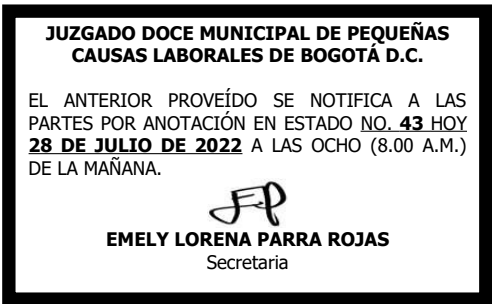 JUZGADO DOCE MUNICIPAL DE PEQUEÑAS
CAUSAS LABORALES DE BOGOTÁ D.C.
EL ANTERIOR PROVEÍDO SE NOTIFICA A LAS
PARTES POR ANOTACIÓN EN ESTADO NO. 43 HOY
28 DE JULIO DE 2022 A LAS OCHO (8.00 A.M.)
DE LA MAÑANA.
EMELY LORENA PARRA ROJAS
Secretaria